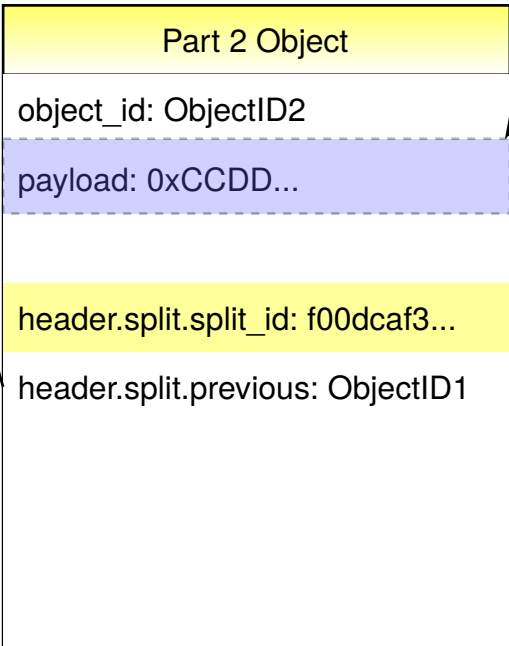 Part 2 Object
object_id: ObjectID2
payload: 0xCCDD...
header.split.split_id: f00dcaf3...
header.split.previous: ObjectID1